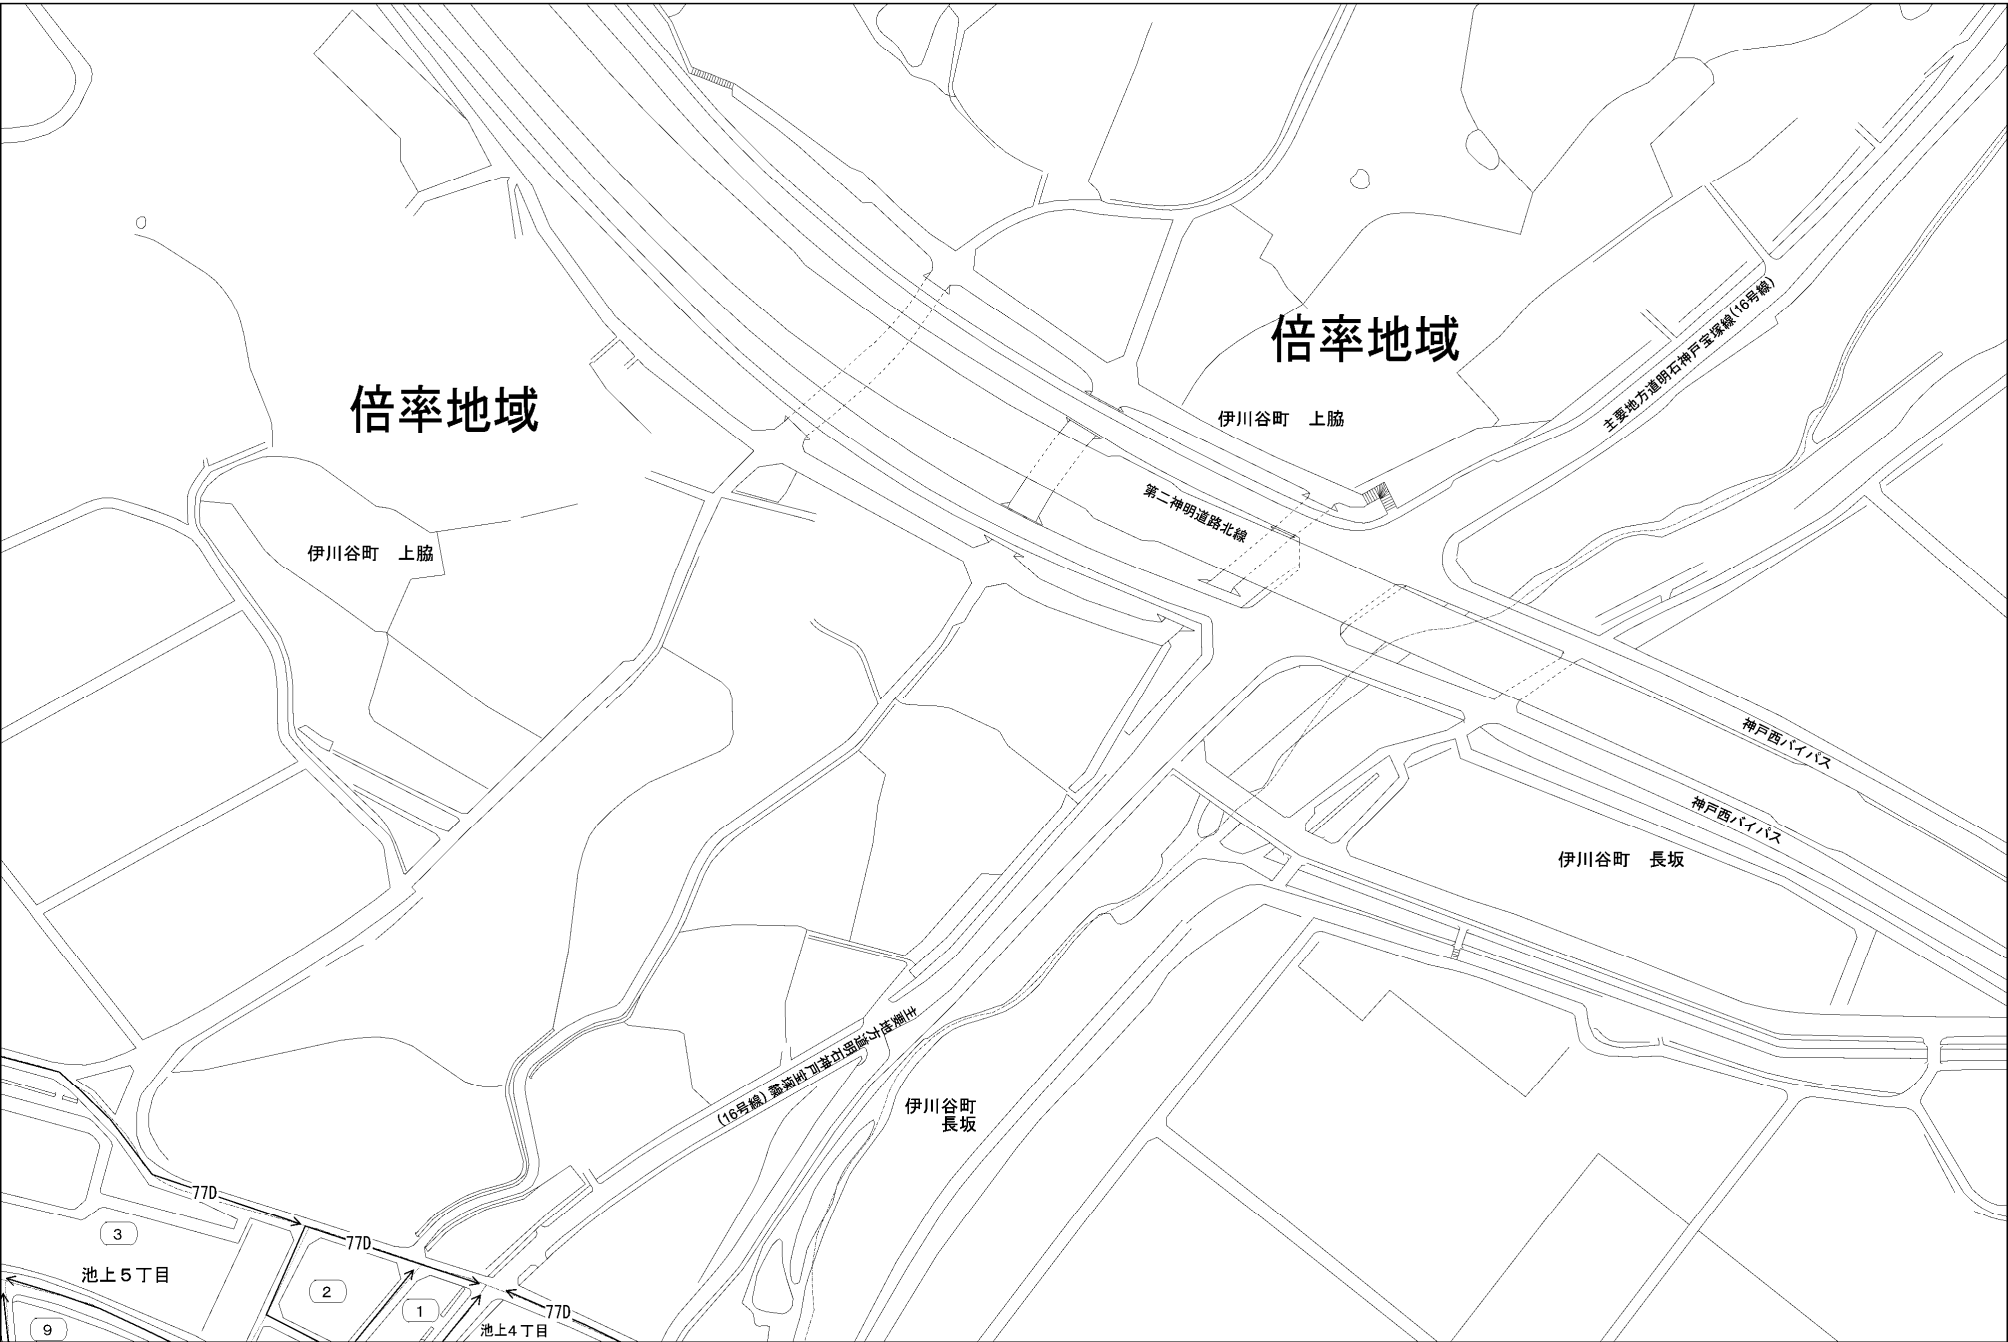 倍率地域
主要地方道明石神戸宝塚線(16号線)
倍率地域
伊川谷町 上脇
第二神明道路北線
伊川谷町 上脇
神戸西バイパス
神戸西バイパス
伊川谷町 長坂
主要地方道明石神戸宝塚線
(16号線)
伊川谷町
長坂
77D
3
77D
池上5丁目
2
1
77D
9
池上4丁目